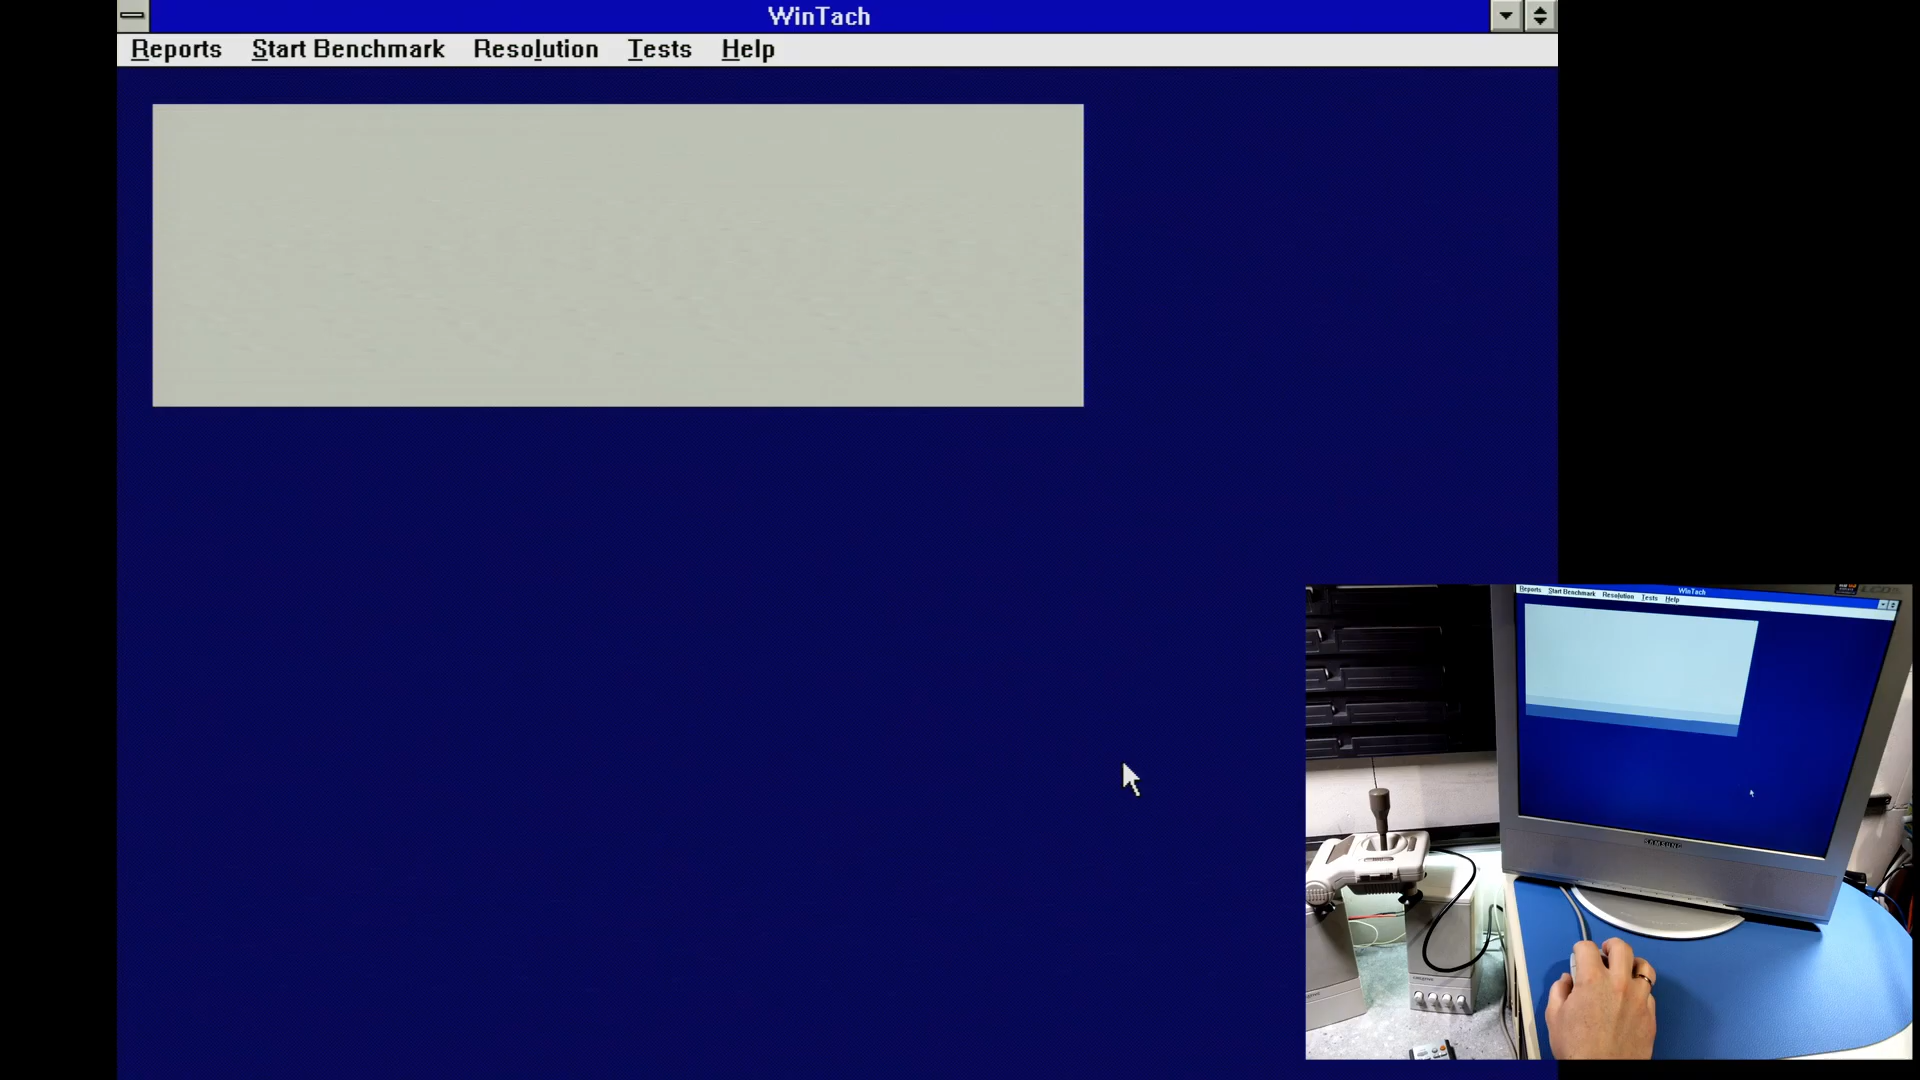 WinTach
Reports Start Benchmark Resolution Tests Help
WinTach
Reports Start Benchmark Resolution Tests Help
SAMSUNG